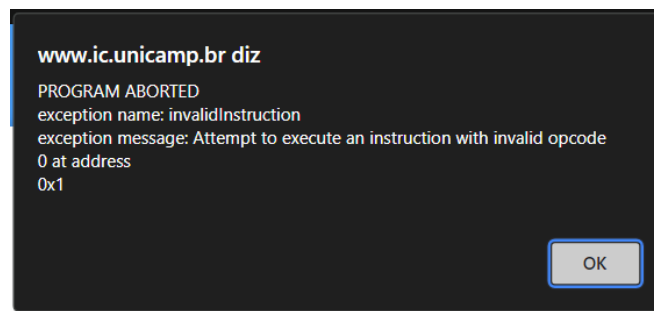 www.ic.unicamp.br diz
PROGRAM ABORTED
exception name: invalidInstruction
exception message: Attempt to execute an instruction with invalid opcode
0 at address
0x1
OK